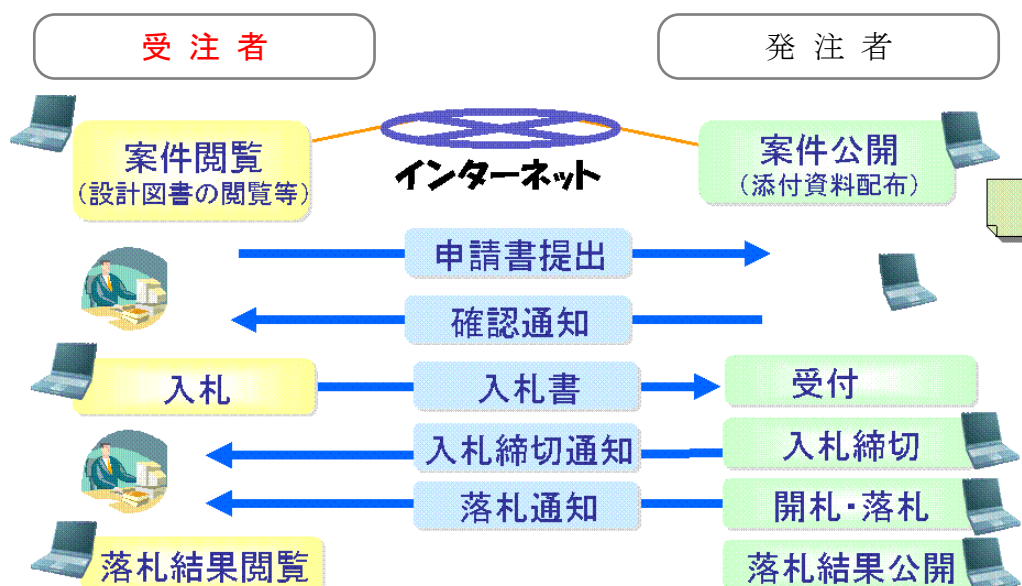 受 注 者
発 注 者
案件閲覧
(設計図書の閲覧等)
インターネット
案件公開
(添付資料配布)
申請書提出
確認通知
入札
入札書
受付
入札締切通知
入札締切
落札通知
開札・落札
落札結果閲覧
落札結果公開